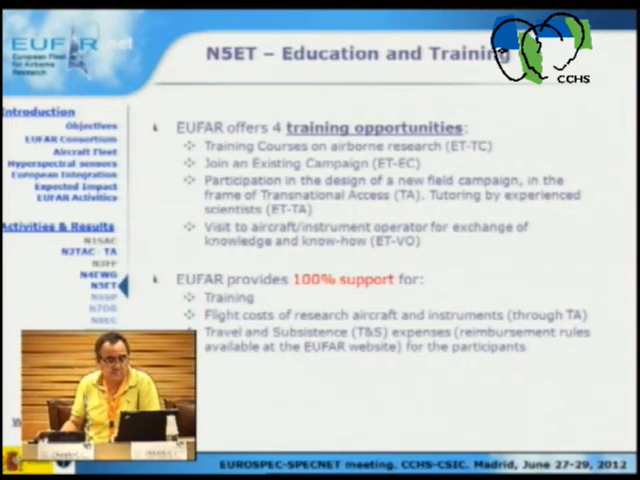 EUFAR.net
European Fleet
for Airborne
Research
N5ET – Education and Training
CCHS
Introduction
Objectives
EUFAR Consortium
Aircraft Fleet
Hyperspectral sensors
European Integration
Expected Impact
EUFAR Activities
Activities & Results
N1SAC
N2TAC - TA
N3FF
N4EWG
N5ET
N6SP
N7DB
N8EC
EUFAR offers 4 training opportunities:
Training Courses on airborne research (ET-TC)
Join an Existing Campaign (ET-EC)
Participation in the design of a new field campaign, in the
frame of Transnational Access (TA). Tutoring by experienced
scientists (ET-TA)
Visit to aircraft/instrument operator for exchange of
knowledge and know-how (ET-VO)
EUFAR provides 100% support for:
Training
Flight costs of research aircraft and instruments (through TA)
Travel and Subsistence (T&S) expenses (reimbursement rules
available at the EUFAR website) for the participants
EUROSPEC-SPECNET meeting. CCHS-CSIC. Madrid, June 27-29, 2012